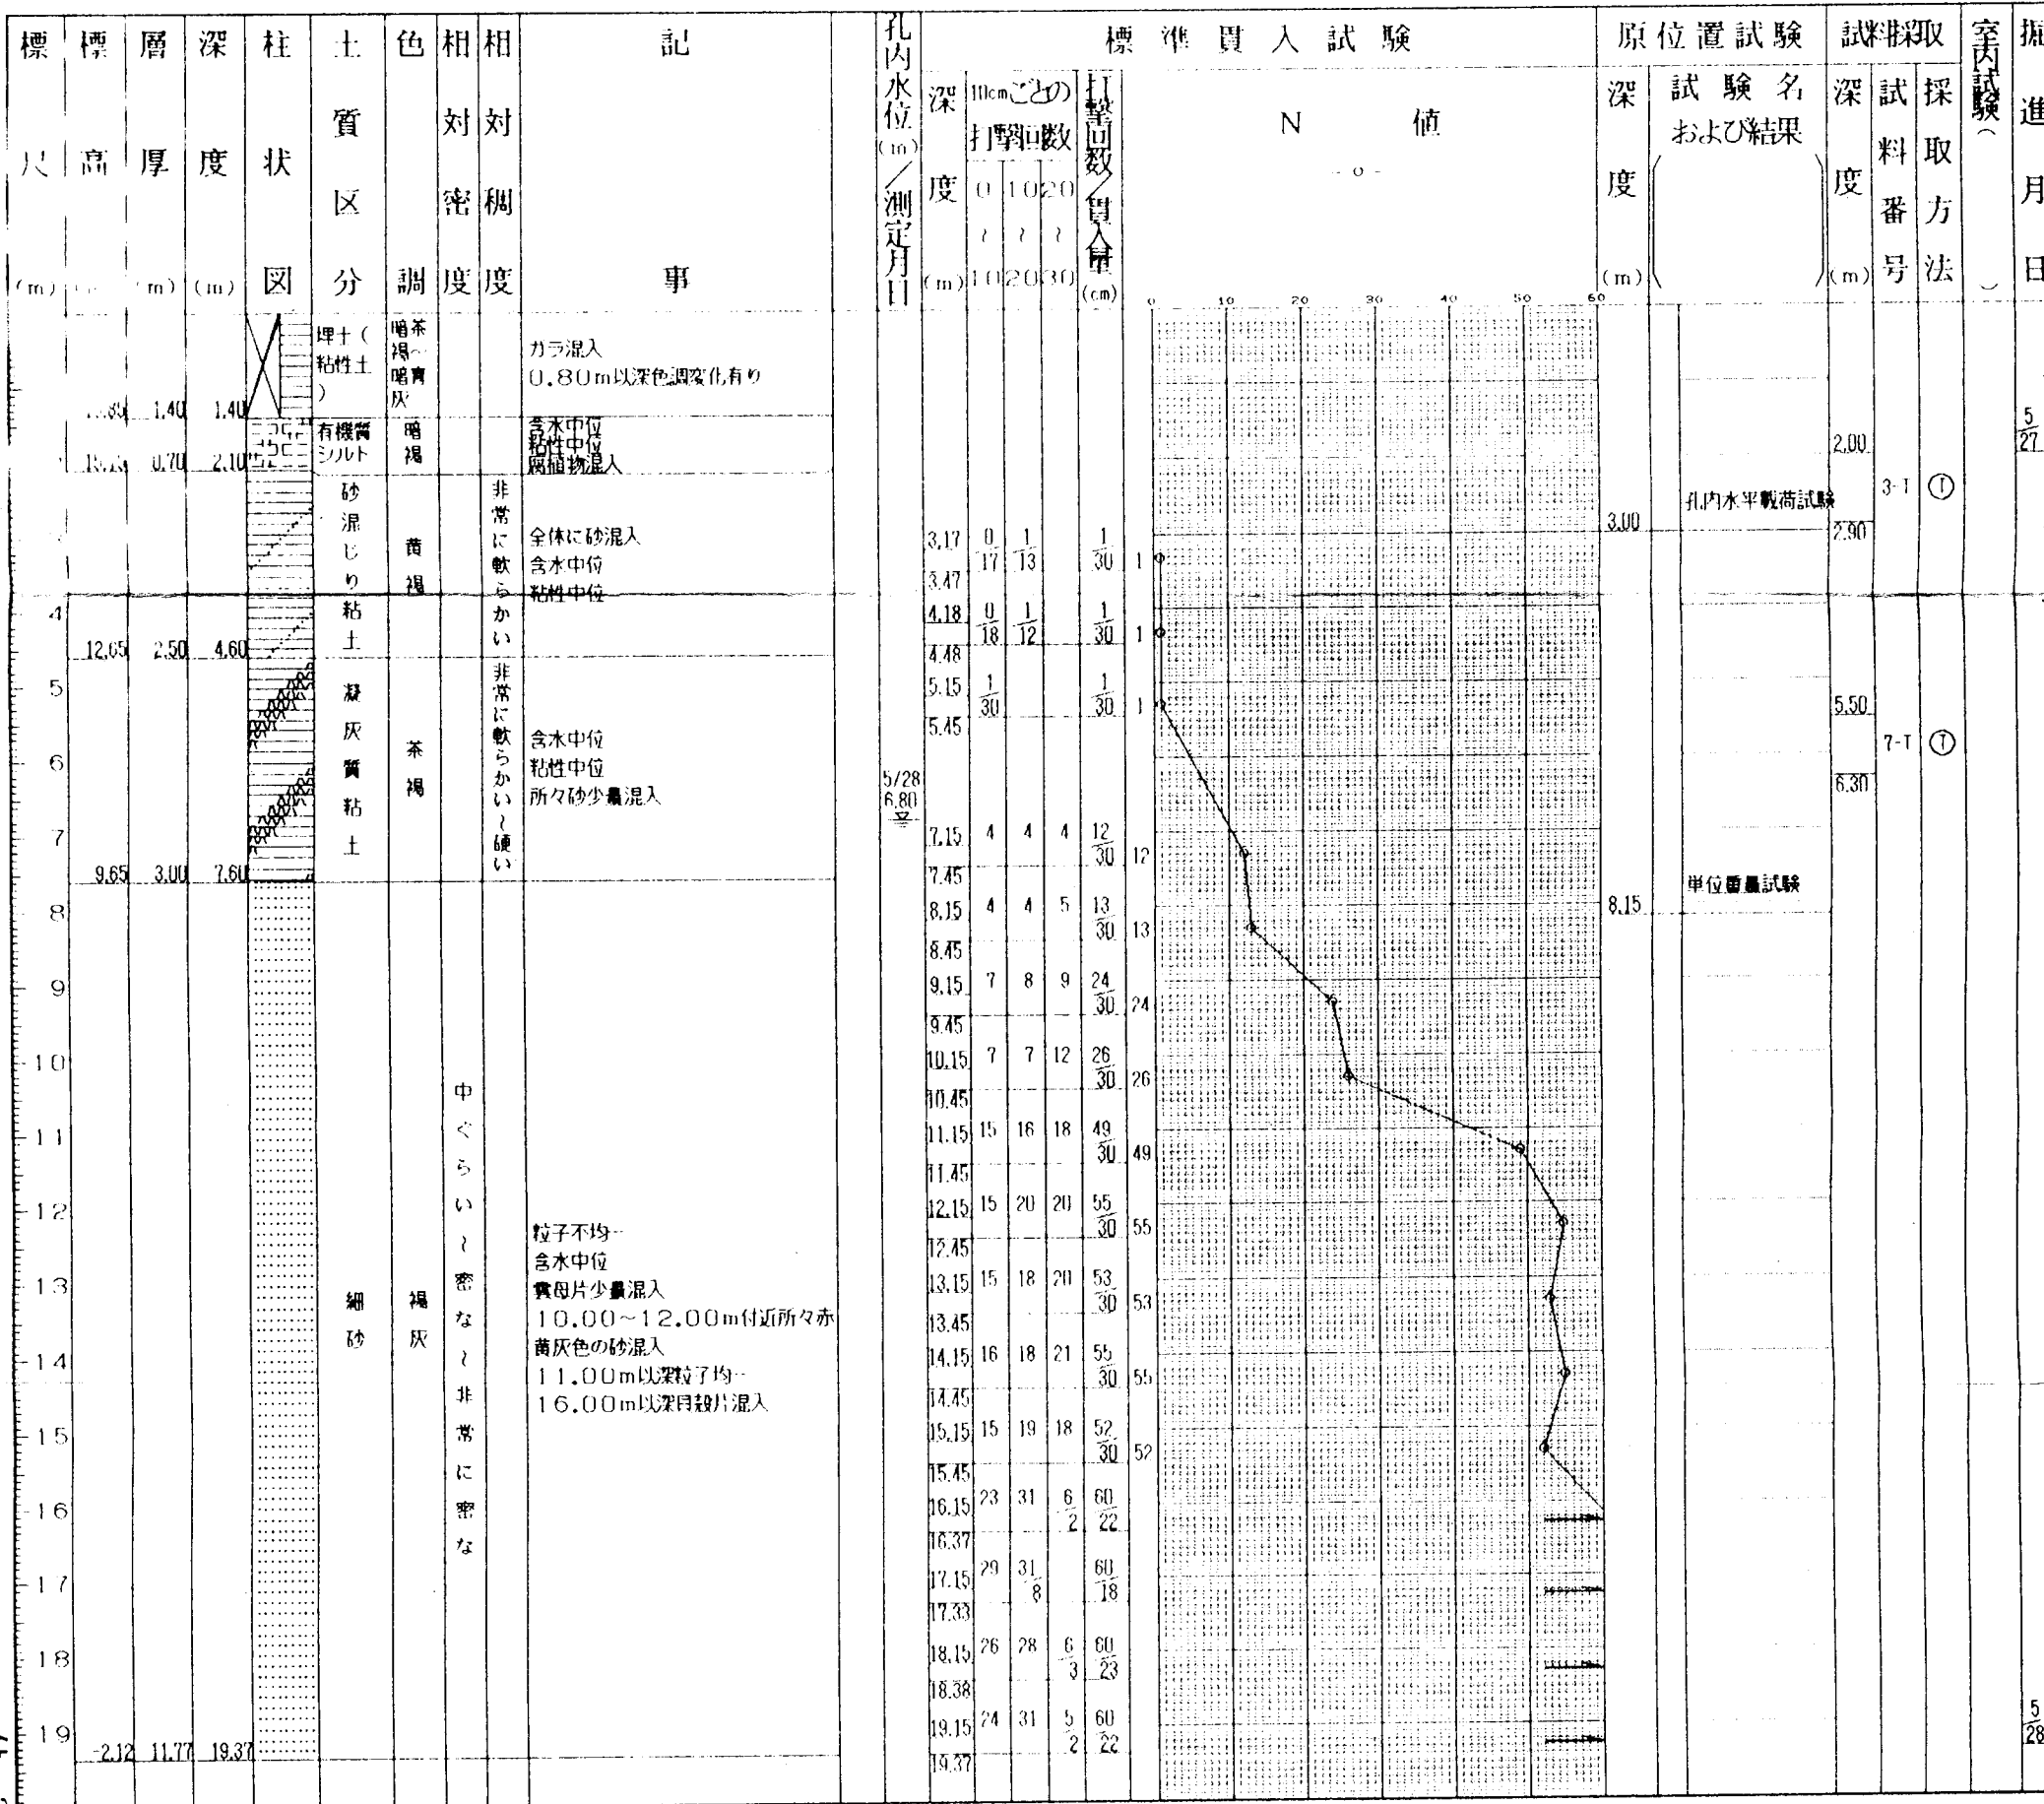 標尺(m)
標高
層厚(m)
深度(m)
柱状図
土質区分
色調
相対密度
相対稠度
記事
孔内水位(m)/測定月日
標準貫入試験
深度(m)
10cmごとの打撃回数
0~10
10~20
20~30
打撃回数/貫入量(cm)
N値
-o-
0 10 20 30 40 50 60
原位置試験
深度(m)
試験名および結果
試料採取
深度(m)
試料番号
採取方法
室内試験()
掘進月日
1.40 1.40
埋土(粘性土)
暗茶褐~暗青灰
ガラ混入
0.80m以深色調変化有り
0.70 2.10
有機質シルト
暗褐
含水中位
粘性中位
腐植物混入
12.65 2.50 4.60
砂混じり粘土
黄褐
非常に軟らかい
全体に砂混入
含水中位
粘性中位
9.65 3.00 7.60
凝灰質粘土
茶褐
非常に軟らかい~硬い
含水中位
粘性中位
所々砂少量混入
-2.12 11.77 19.37
細砂
褐灰
中ぐらい~密な~非常に密な
粒子不均一
含水中位
雲母片少量混入
10.00~12.00m付近所々赤
黄灰色の砂混入
11.00m以深粒子均一
16.00m以深貝殻片混入
5/28
6.80
3.17 0/17 1/13 1/30 1
3.47
4.18 0/18 1/12 1/30 1
4.48
5.15 1/30 1/30 1
5.45
7.15 4 4 4 12/30 12
7.45
8.15 4 4 5 13/30 13
8.45
9.15 7 8 9 24/30 24
9.45
10.15 7 7 12 26/30 26
10.45
11.15 15 16 18 49/30 49
11.45
12.15 15 20 20 55/30 55
12.45
13.15 15 18 20 53/30 53
13.45
14.15 16 18 21 55/30 55
14.45
15.15 15 19 18 52/30 52
15.45
16.15 23 31 6/2 60/22
16.37
17.15 29 31/8 60/18
17.33
18.15 26 28 6/3 60/23
18.38
19.15 24 31 5/2 60/22
19.37
3.00 孔内水平載荷試験
8.15 単位重量試験
2.00
2.90
3-T Ⓣ
5.50
6.30
7-T Ⓣ
5/27
5/28
4
5
6
7
8
9
10
11
12
13
14
15
16
17
18
19